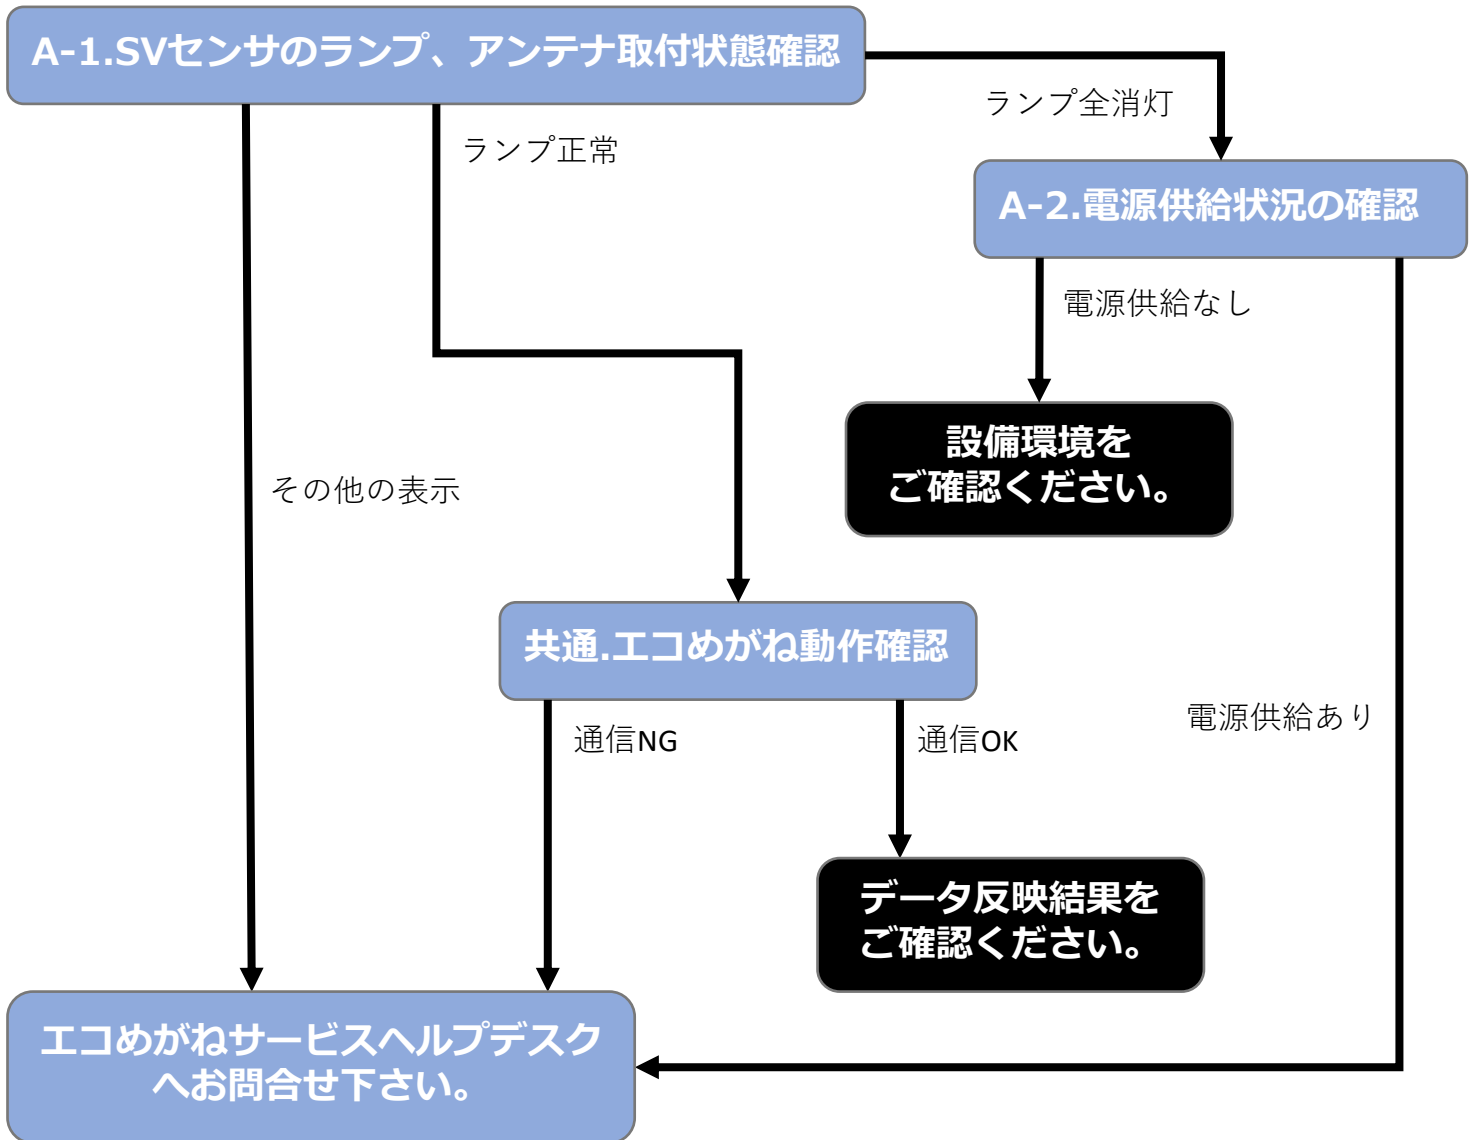 A-1.SVセンサのランプ、アンテナ取付状態確認
ランプ全消灯
ランプ正常
A-2.電源供給状況の確認
電源供給なし
設備環境を
ご確認ください。
その他の表示
共通.エコめがね動作確認
電源供給あり
通信NG
通信OK
データ反映結果を
ご確認ください。
エコめがねサービスヘルプデスク
へお問合せ下さい。